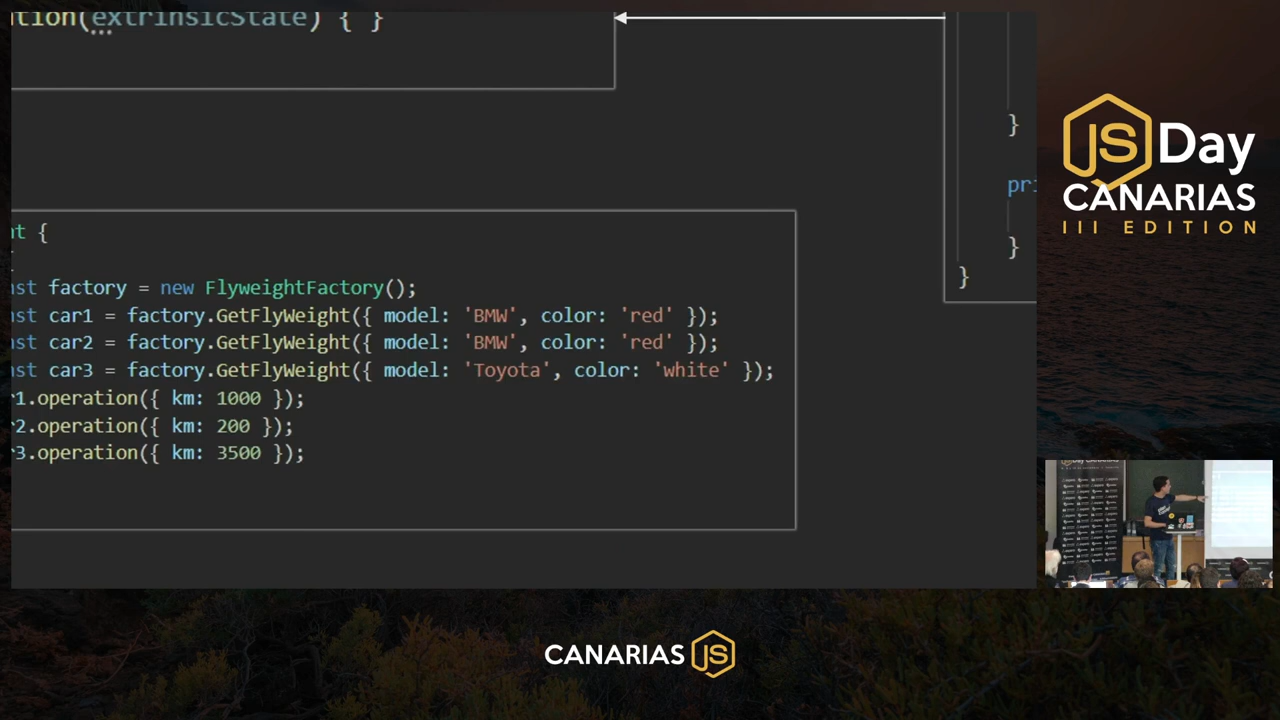 tion(extrinsicState) { }
}
pri
}
}
nt {
nst factory = new FlyweightFactory();
nst car1 = factory.GetFlyWeight({ model: 'BMW', color: 'red' });
nst car2 = factory.GetFlyWeight({ model: 'BMW', color: 'red' });
nst car3 = factory.GetFlyWeight({ model: 'Toyota', color: 'white' });
r1.operation({ km: 1000 });
r2.operation({ km: 200 });
r3.operation({ km: 3500 });
JS Day
CANARIAS
III EDITION
CANARIAS JS